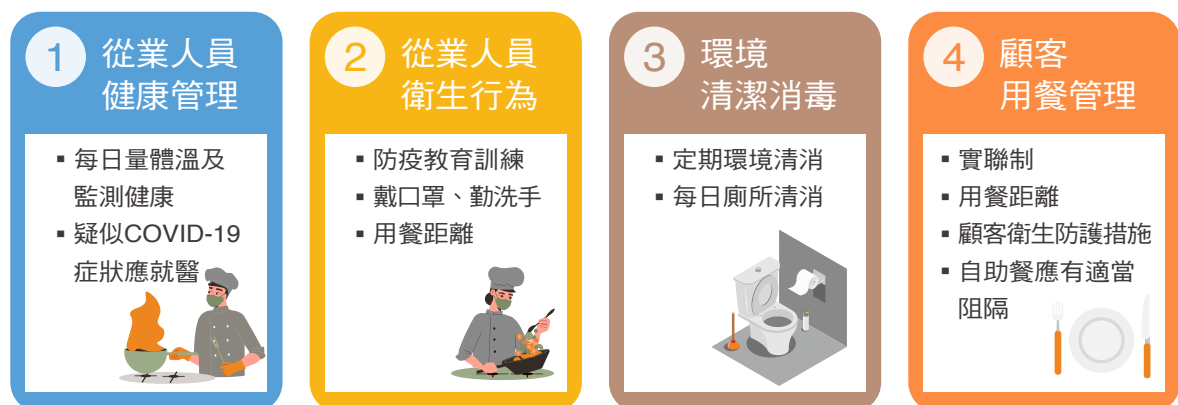 1
從業人員
健康管理
▪ 每日量體溫及
監測健康
▪ 疑似COVID-19
症狀應就醫
2
從業人員
衛生行為
▪ 防疫教育訓練
▪ 戴口罩、勤洗手
▪ 用餐距離
3
環境
清潔消毒
▪ 定期環境清消
▪ 每日廁所清消
4
顧客
用餐管理
▪ 實聯制
▪ 用餐距離
▪ 顧客衛生防護措施
▪ 自助餐應有適當
阻隔